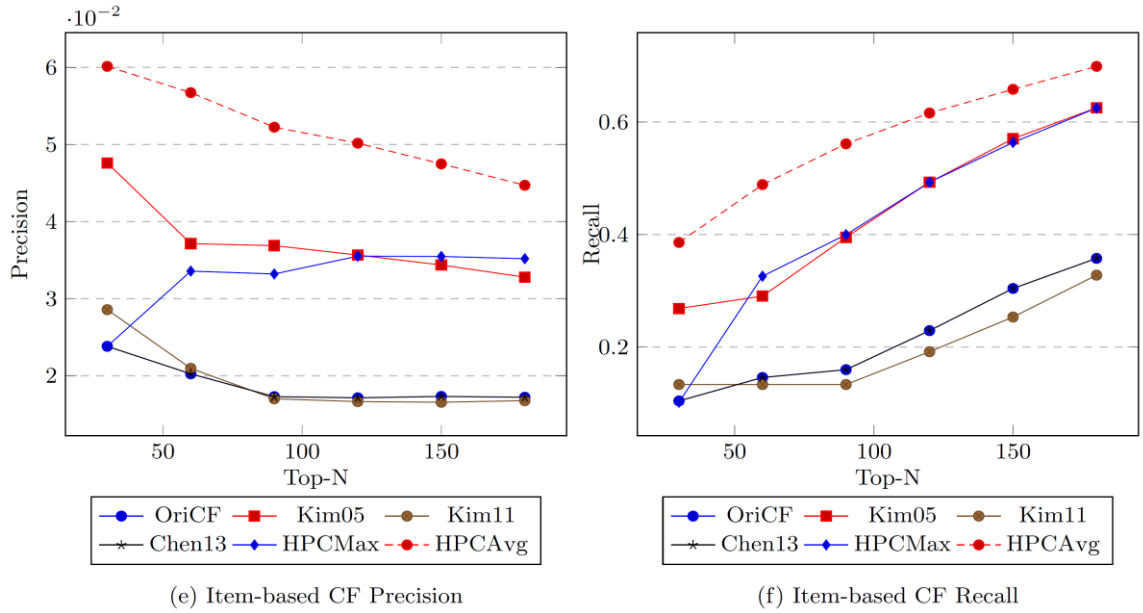 ·10⁻²
6
5
4
3
2
Precision
50
100
150
Top-N
OriCF
Kim05
Kim11
Chen13
HPCMax
HPCAvg
(e) Item-based CF Precision
0.6
0.4
0.2
Recall
50
100
150
Top-N
OriCF
Kim05
Kim11
Chen13
HPCMax
HPCAvg
(f) Item-based CF Recall